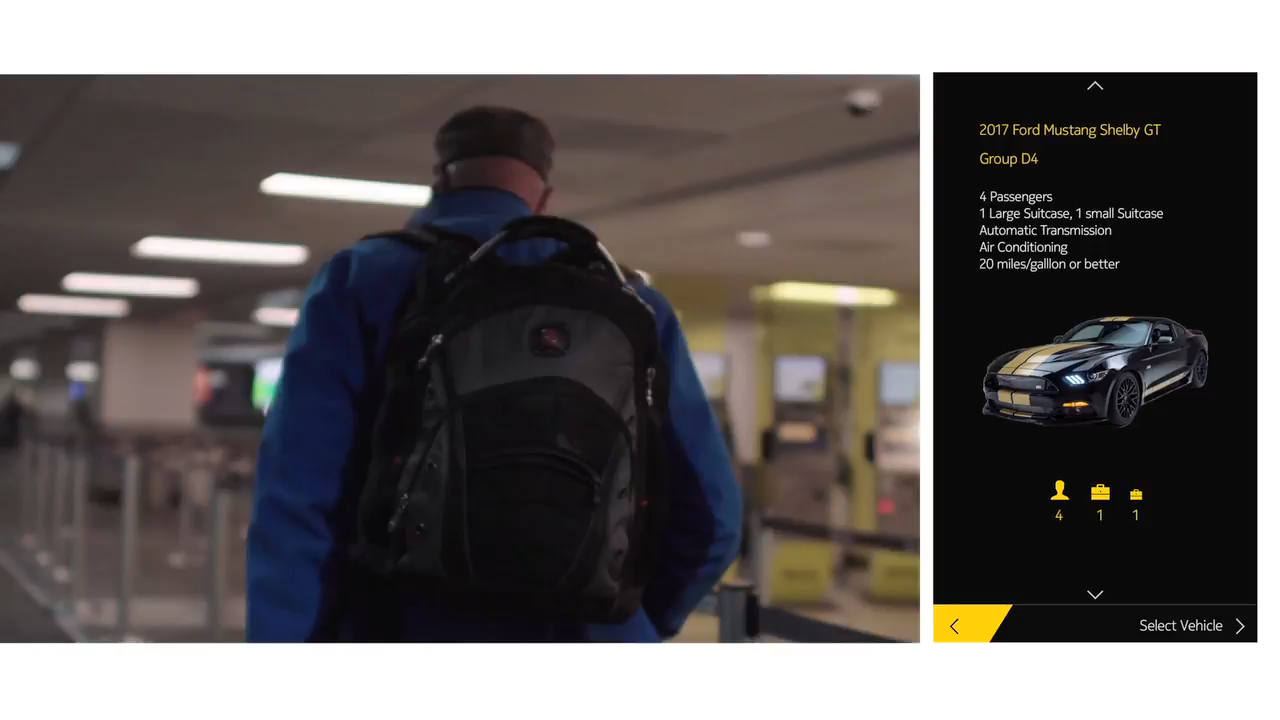 2017 Ford Mustang Shelby GT
Group D4
4 Passengers
1 Large Suitcase, 1 small Suitcase
Automatic Transmission
Air Conditioning
20 miles/galllon or better
4 1 1
Select Vehicle